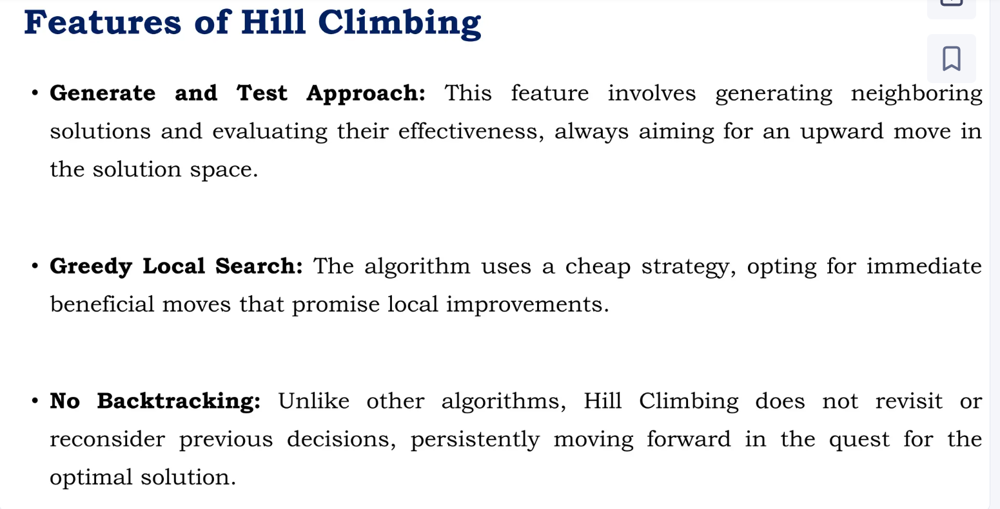 Features of Hill Climbing
• Generate and Test Approach: This feature involves generating neighboring
solutions and evaluating their effectiveness, always aiming for an upward move in
the solution space.
• Greedy Local Search: The algorithm uses a cheap strategy, opting for immediate
beneficial moves that promise local improvements.
• No Backtracking: Unlike other algorithms, Hill Climbing does not revisit or
reconsider previous decisions, persistently moving forward in the quest for the
optimal solution.